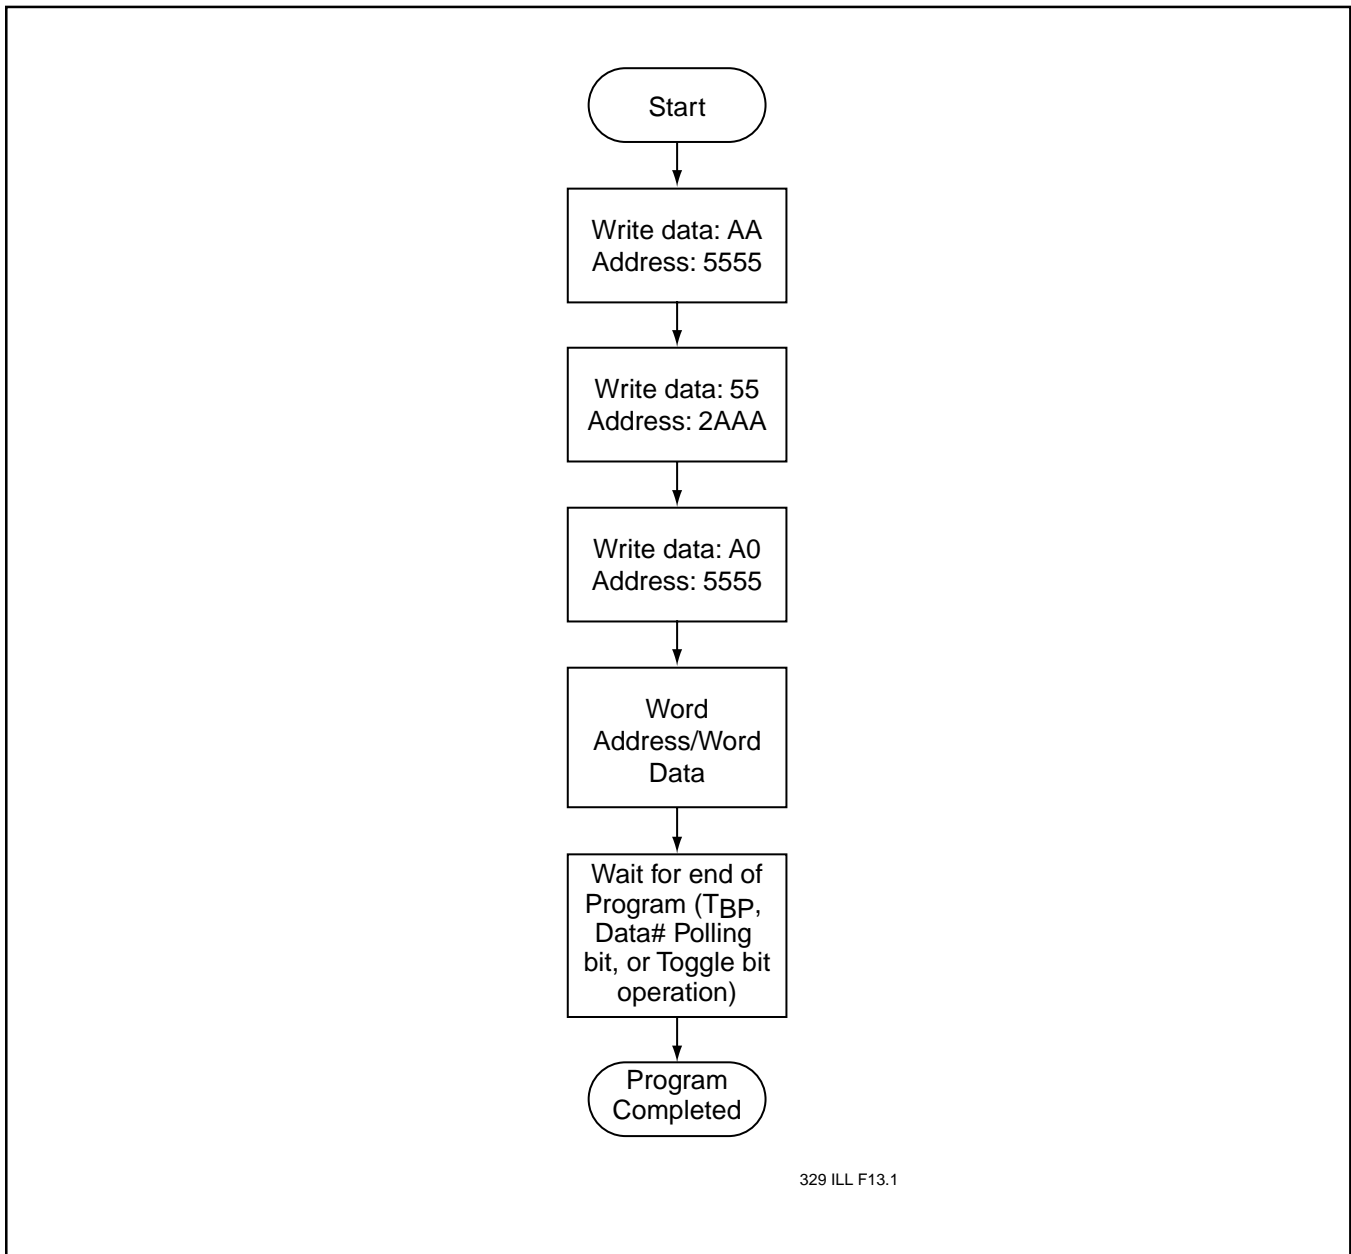 Start
Write data: AA
Address: 5555
Write data: 55
Address: 2AAA
Write data: A0
Address: 5555
Word
Address/Word
Data
Wait for end of
Program (TBP,
Data# Polling
bit, or Toggle bit
operation)
Program
Completed
329 ILL F13.1